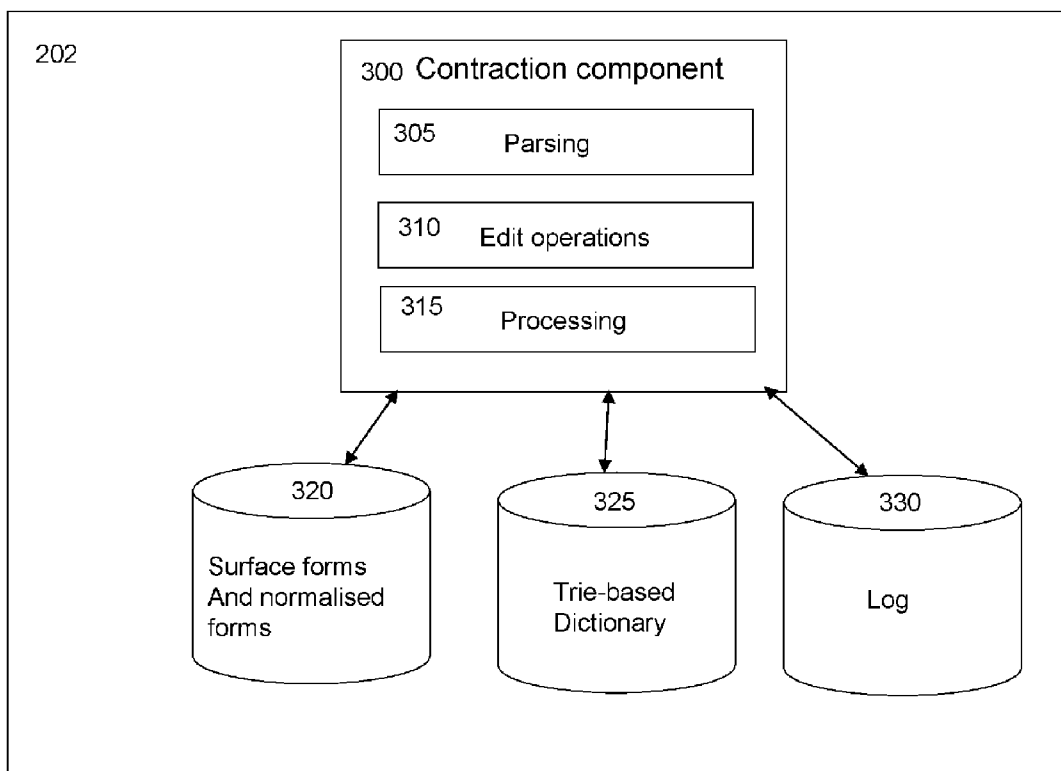 202
300 Contraction component
305 Parsing
310 Edit operations
315 Processing
320
Surface forms
And normalised
forms
325
Trie-based
Dictionary
330
Log